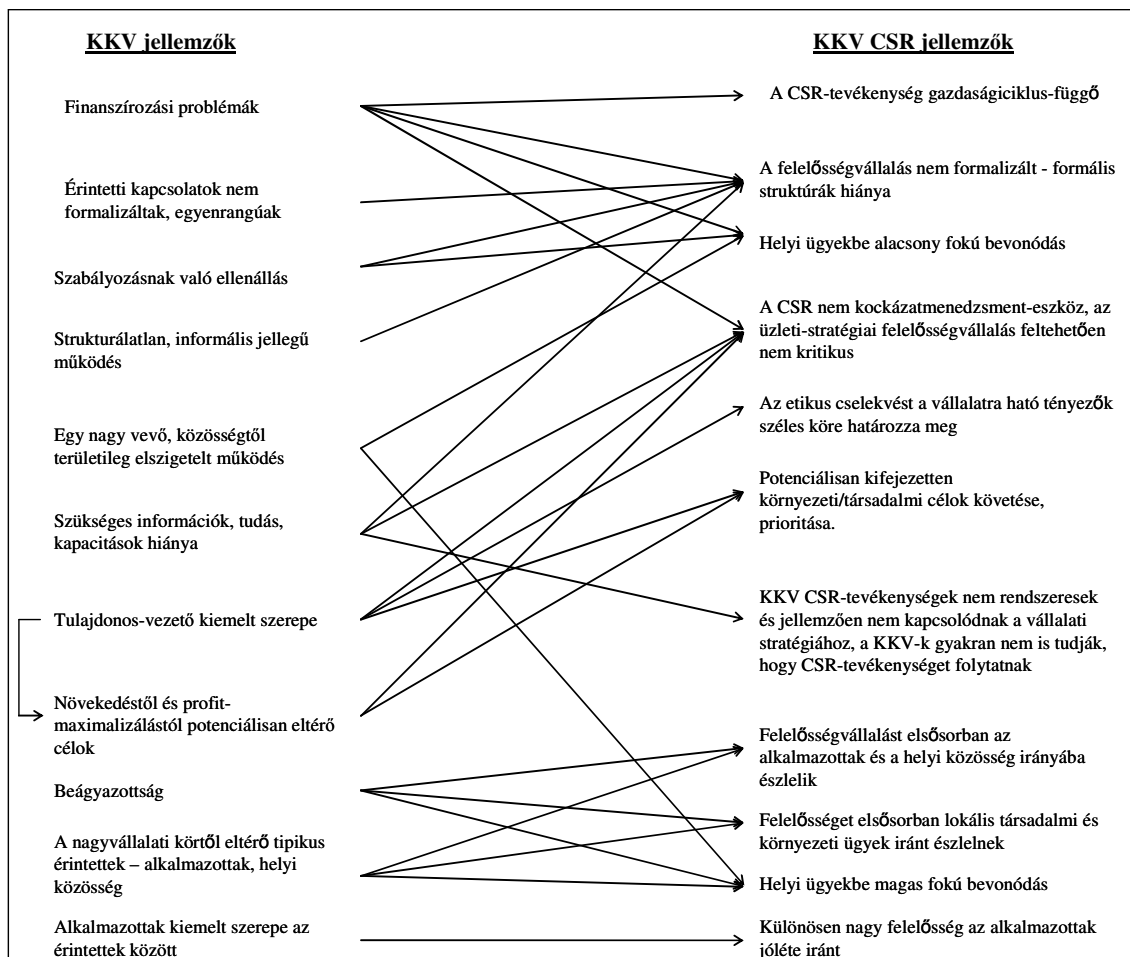 KKV jellemzők
Finanszírozási problémák
Érintetti kapcsolatok nem
formalizáltak, egyenrangúak
Szabályozásnak való ellenállás
Strukturálatlan, informális jellegű
működés
Egy nagy vevő, közösségtől
területileg elszigetelt működés
Szükséges információk, tudás,
kapacitások hiánya
Tulajdonos-vezető kiemelt szerepe
Növekedéstől és profit-
maximalizálástól potenciálisan eltérő
célok
Beágyazottság
A nagyvállalati körtől eltérő tipikus
érintettek – alkalmazottak, helyi
közösség
Alkalmazottak kiemelt szerepe az
érintettek között
KKV CSR jellemzők
A CSR-tevékenység gazdaságiciklus-függő
A felelősségvállalás nem formalizált - formális
struktúrák hiánya
Helyi ügyekbe alacsony fokú bevonódás
A CSR nem kockázatmenedzsment-eszköz, az
üzleti-stratégiai felelősségvállalás feltehetően
nem kritikus
Az etikus cselekvést a vállalatra ható tényezők
széles köre határozza meg
Potenciálisan kifejezetten
környezeti/társadalmi célok követése,
prioritása.
KKV CSR-tevékenységek nem rendszeresek
és jellemzően nem kapcsolódnak a vállalati
stratégiához, a KKV-k gyakran nem is tudják,
hogy CSR-tevékenységet folytatnak
Felelősségvállalást elsősorban az
alkalmazottak és a helyi közösség irányába
észlelik
Felelősséget elsősorban lokális társadalmi és
környezeti ügyek iránt észlelnek
Helyi ügyekbe magas fokú bevonódás
Különösen nagy felelősség az alkalmazottak
jóléte iránt